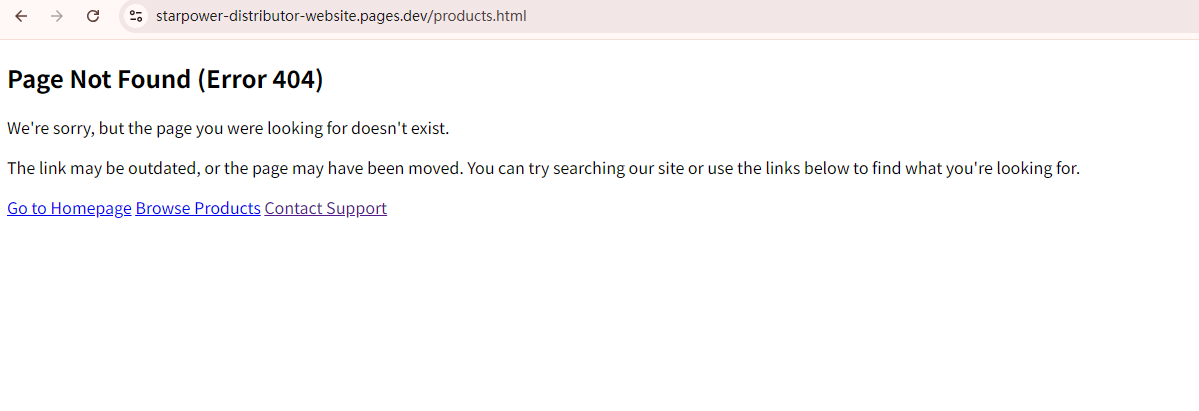 starpower-distributor-website.pages.dev/products.html
Page Not Found (Error 404)
We're sorry, but the page you were looking for doesn't exist.
The link may be outdated, or the page may have been moved. You can try searching our site or use the links below to find what you're looking for.
Go to Homepage Browse Products Contact Support